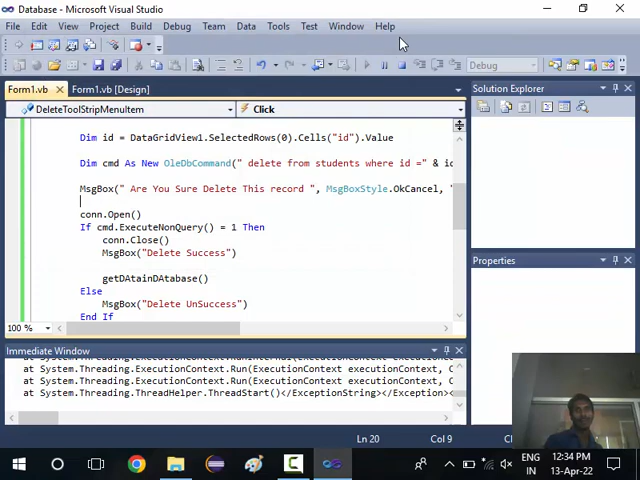 Database - Microsoft Visual Studio
File Edit View Project Build Debug Team Data Tools Test Window Help
Debug
Form1.vb Form1.vb [Design]
Solution Explorer
DeleteToolStripMenuItem Click
Dim id = DataGridView1.SelectedRows(0).Cells("id").Value
Dim cmd As New OleDbCommand(" delete from students where id =" & id
MsgBox(" Are You Sure Delete This record ", MsgBoxStyle.OkCancel, "
conn.Open()
If cmd.ExecuteNonQuery() = 1 Then
conn.Close()
MsgBox("Delete Success")
getDAtainDAtabase()
Else
MsgBox("Delete UnSuccess")
End If
Properties
100 %
Immediate Window
at System.Threading.ExecutionContext.Run(ExecutionContext executionContext, C
at System.Threading.ExecutionContext.Run(ExecutionContext executionContext, C
at System.Threading.ThreadHelper.ThreadStart()</ExceptionString></Exception><
Ln 20 Col 9
ENG
IN
12:34 PM
13-Apr-22